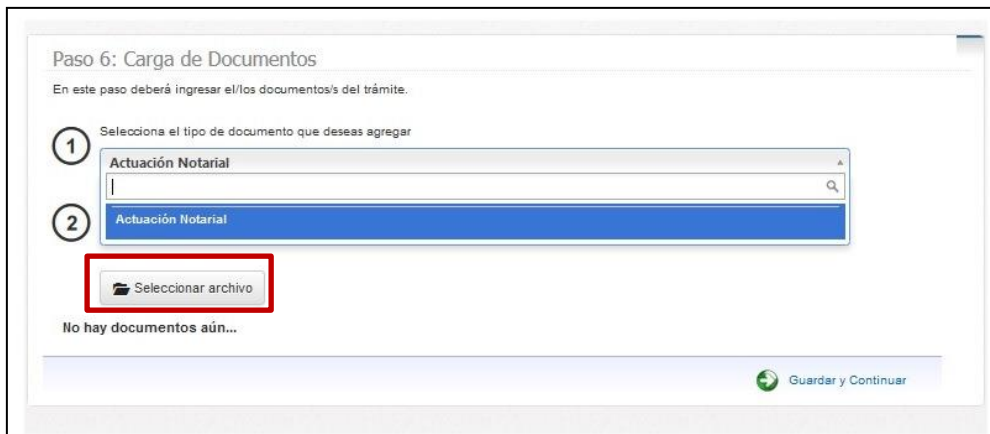 Paso 6: Carga de Documentos
En este paso deberá ingresar el/los documentos/s del trámite.
1
Selecciona el tipo de documento que deseas agregar
Actuación Notarial
2
Actuación Notarial
Seleccionar archivo
No hay documentos aún...
Guardar y Continuar